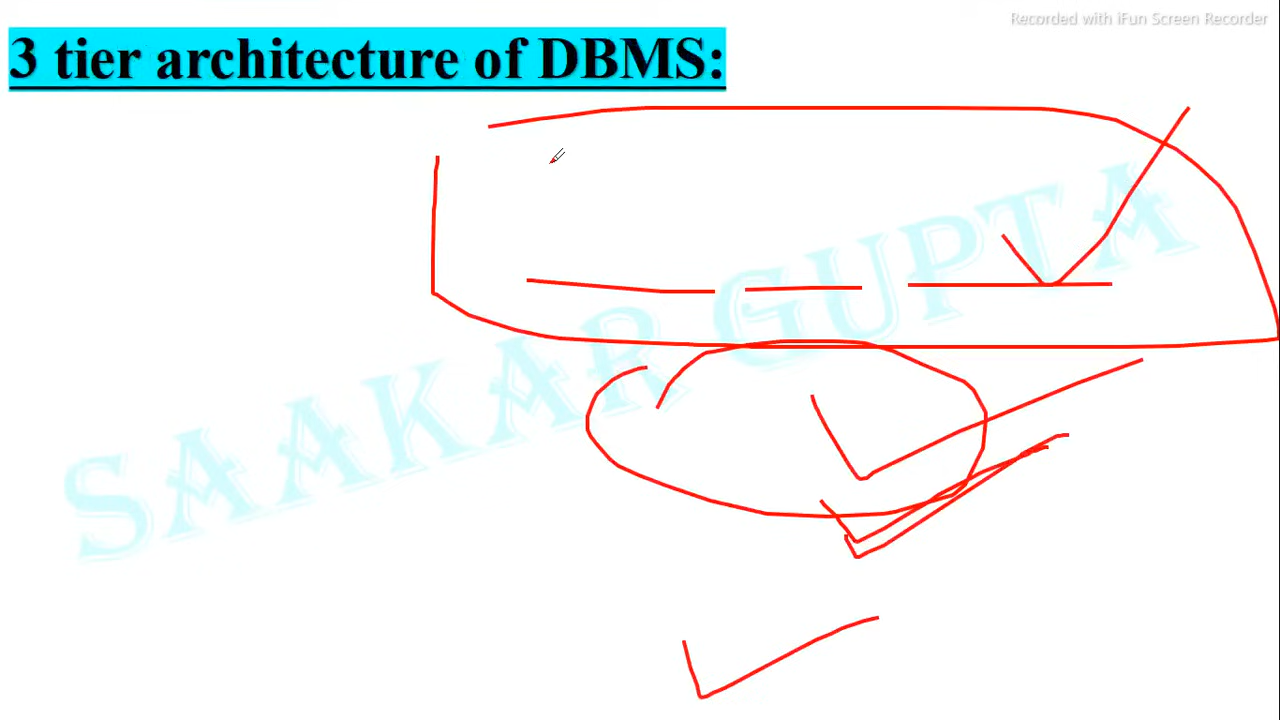 Recorded with iFun Screen Recorder
3 tier architecture of DBMS:
SAAKAR GUPTA